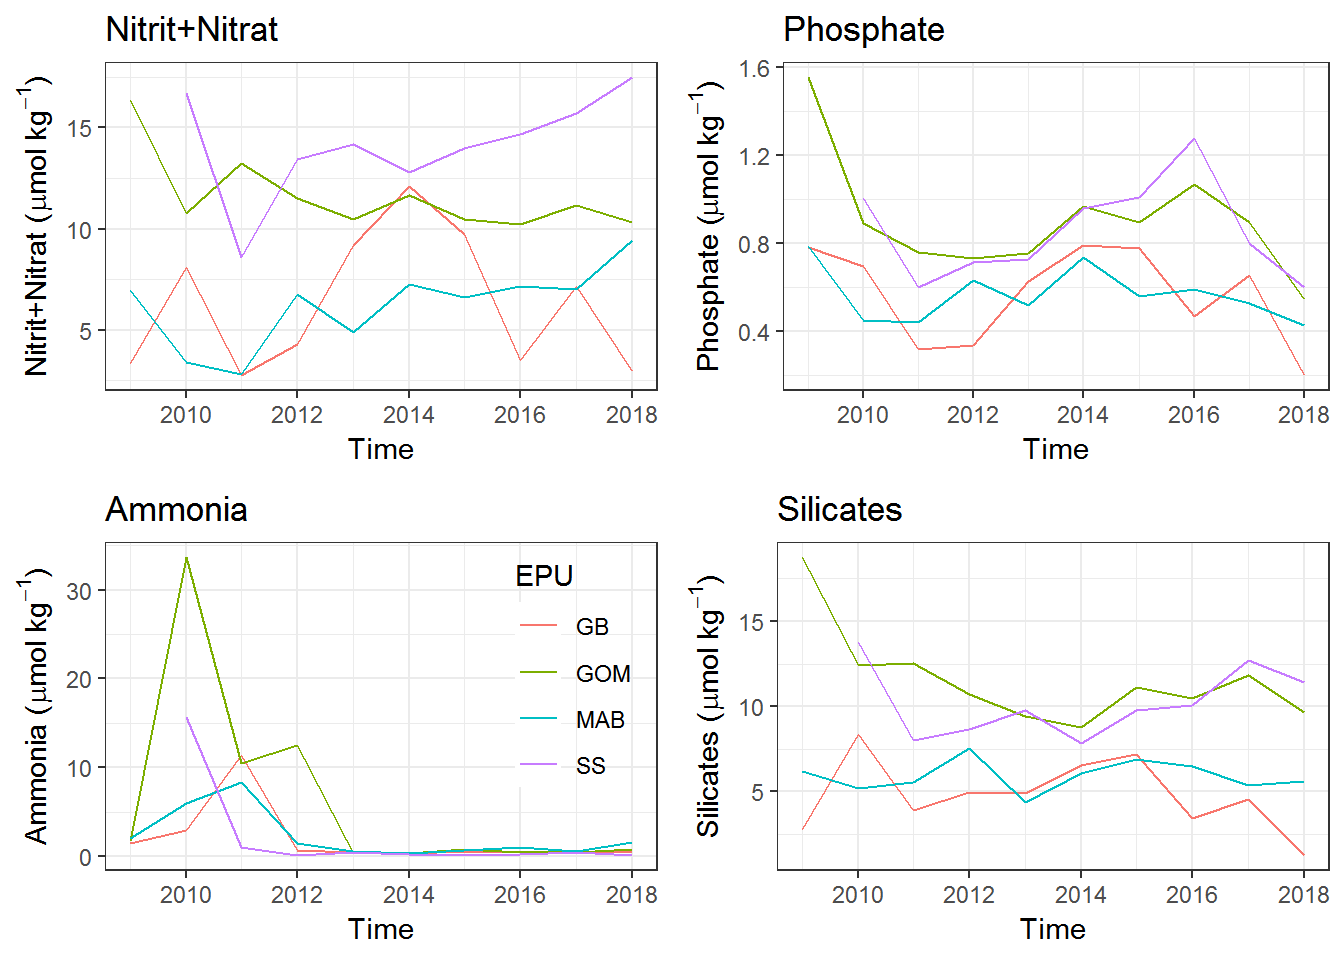 Nitrit+Nitrat
Nitrit+Nitrat (μmol kg⁻¹)
15
10
5
2010 2012 2014 2016 2018
Time
Phosphate
Phosphate (μmol kg⁻¹)
1.6
1.2
0.8
0.4
2010 2012 2014 2016 2018
Time
Ammonia
Ammonia (μmol kg⁻¹)
30
20
10
0
EPU
GB
GOM
MAB
SS
2010 2012 2014 2016 2018
Time
Silicates
Silicates (μmol kg⁻¹)
15
10
5
2010 2012 2014 2016 2018
Time